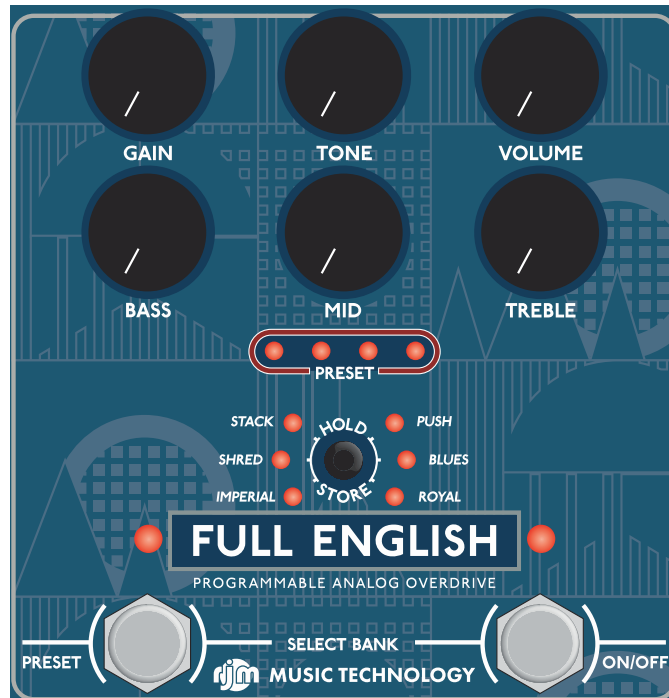 GAIN TONE VOLUME
BASS MID TREBLE
PRESET
STACK HOLD PUSH
SHRED BLUES
IMPERIAL STORE ROYAL
FULL ENGLISH
PROGRAMMABLE ANALOG OVERDRIVE
PRESET SELECT BANK ON/OFF
rjm MUSIC TECHNOLOGY